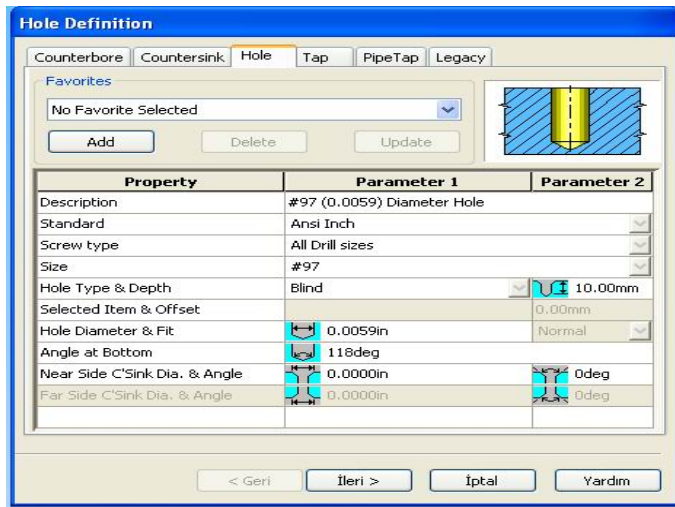 Hole Definition
Counterbore Countersink Hole Tap PipeTap Legacy
Favorites
No Favorite Selected
Add Delete Update
Property Parameter 1 Parameter 2
Description #97 (0.0059) Diameter Hole
Standard Ansi Inch
Screw type All Drill sizes
Size #97
Hole Type & Depth Blind 10.00mm
Selected Item & Offset 0.00mm
Hole Diameter & Fit 0.0059in Normal
Angle at Bottom 118deg
Near Side C'Sink Dia. & Angle 0.0000in 0deg
Far Side C'Sink Dia. & Angle 0.0000in 0deg
< Geri İleri > İptal Yardım